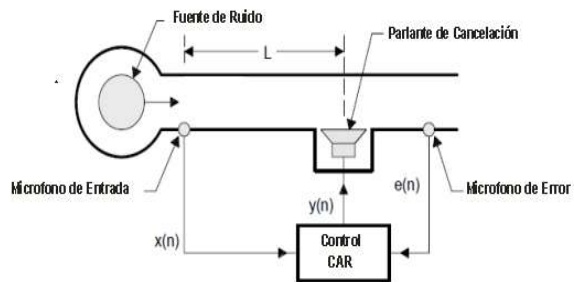 Fuente de Ruido
Parlante de Cancelación
L
Microfono de Entrada
y(n)
e(n)
Microfono de Error
x(n)
Control
CAR